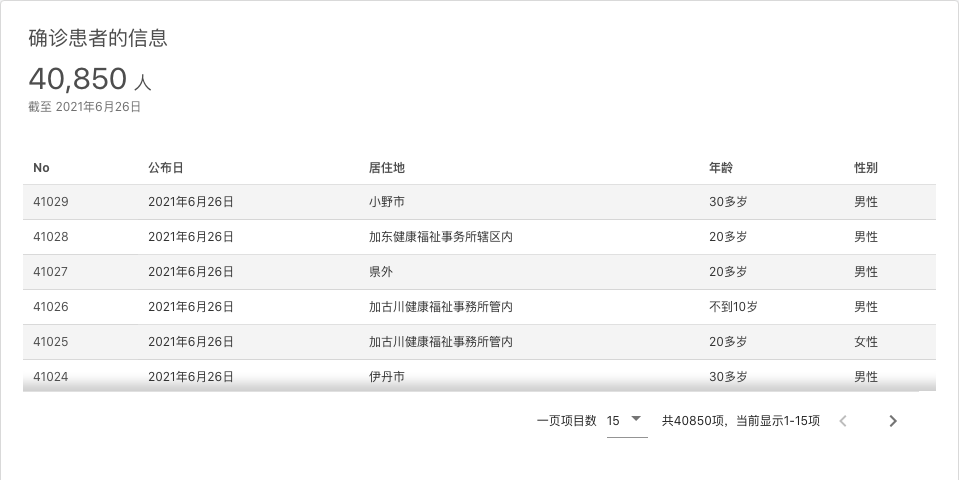 确诊患者的信息
40,850 人
截至 2021年6月26日
No 公布日 居住地 年龄 性别
41029 2021年6月26日 小野市 30多岁 男性
41028 2021年6月26日 加东健康福祉事务所辖区内 20多岁 男性
41027 2021年6月26日 県外 20多岁 男性
41026 2021年6月26日 加古川健康福祉事務所管内 不到10岁 男性
41025 2021年6月26日 加古川健康福祉事務所管内 20多岁 女性
41024 2021年6月26日 伊丹市 30多岁 男性
一页项目数 15 共40850项，当前显示1-15项